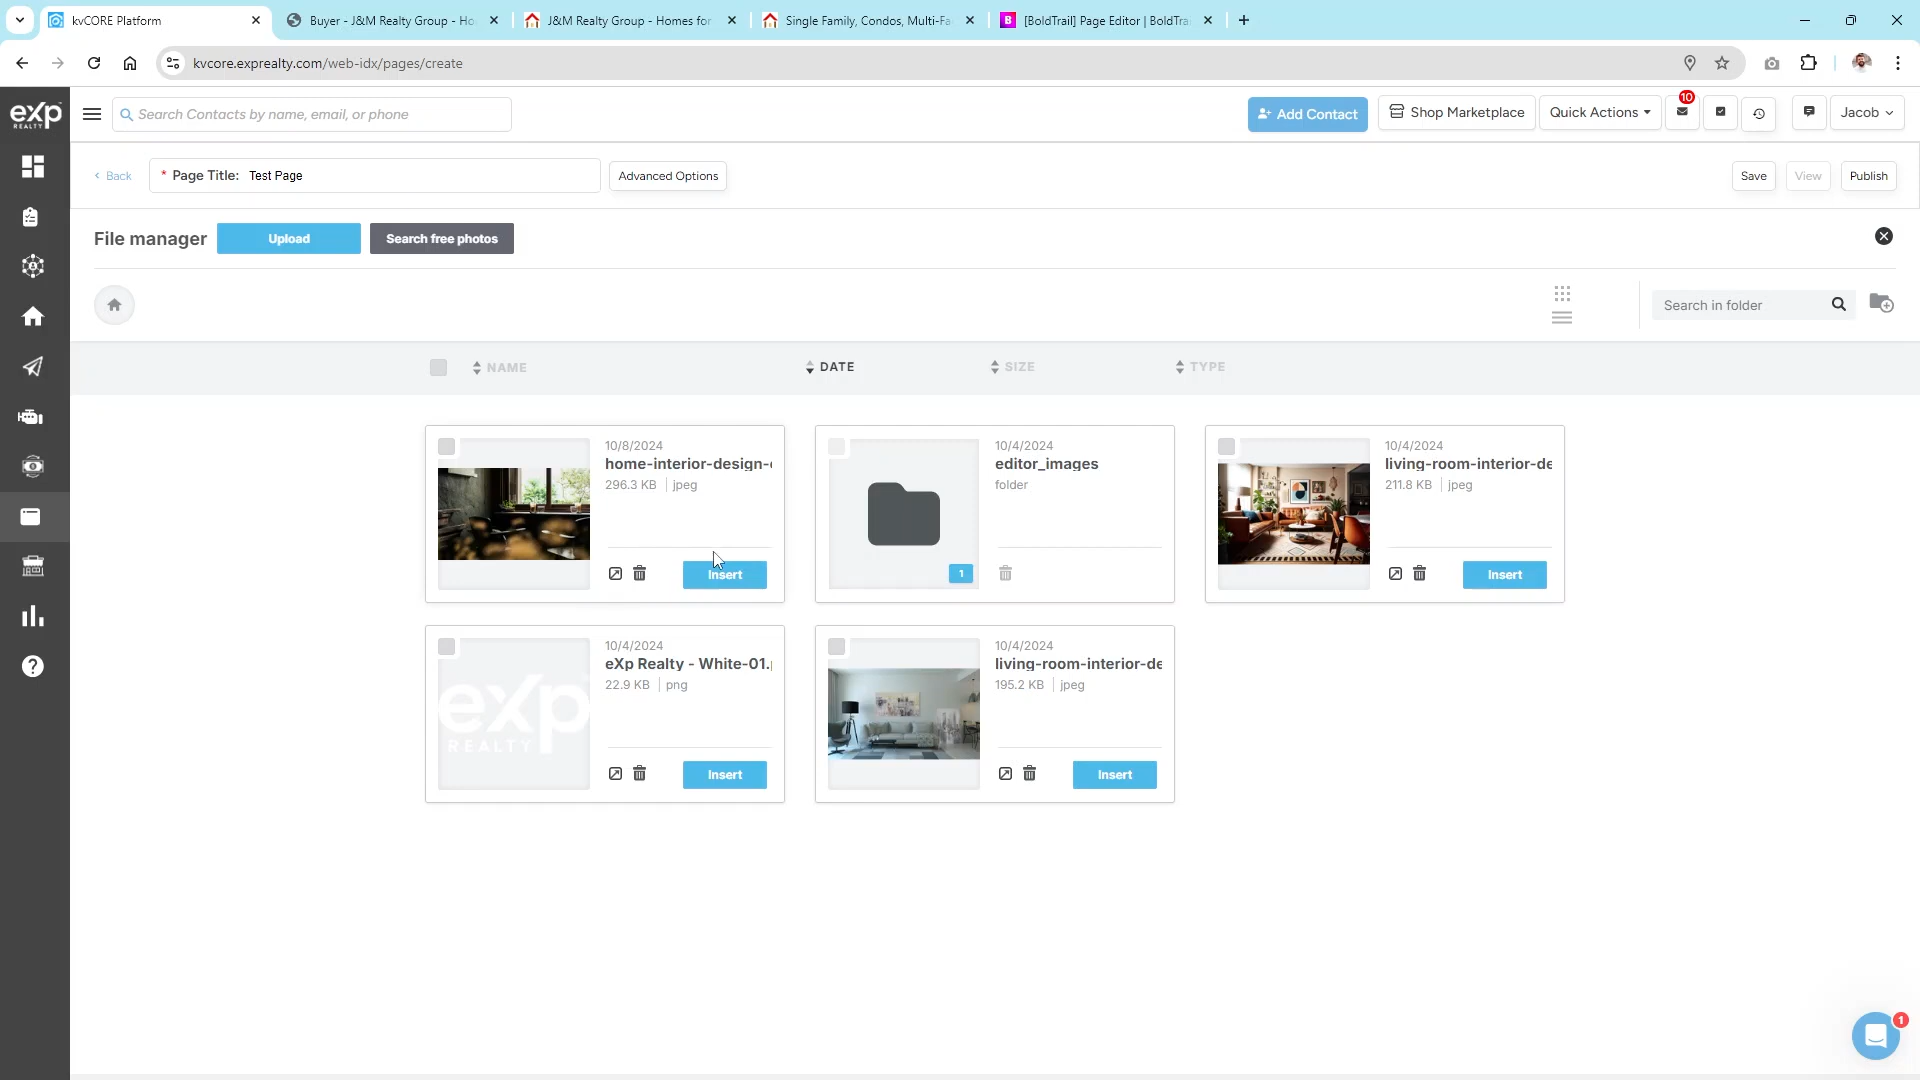 kvCORE Platform
Buyer - J&M Realty Group - Ho
J&M Realty Group - Homes for
Single Family, Condos, Multi-Fa
B [BoldTrail] Page Editor | BoldTra
kvcore.exprealty.com/web-idx/pages/create
eXp REALTY
Search Contacts by name, email, or phone
Add Contact
Shop Marketplace
Quick Actions
10
Jacob
Back
* Page Title: Test Page
Advanced Options
Save
View
Publish
File manager
Upload
Search free photos
Search in folder
NAME
DATE
SIZE
TYPE
10/8/2024
home-interior-design-
296.3 KB | jpeg
Insert
10/4/2024
editor_images
folder
1
10/4/2024
living-room-interior-de
211.8 KB | jpeg
Insert
eXp
REALTY
10/4/2024
eXp Realty - White-01.
22.9 KB | png
Insert
10/4/2024
living-room-interior-de
195.2 KB | jpeg
Insert
1